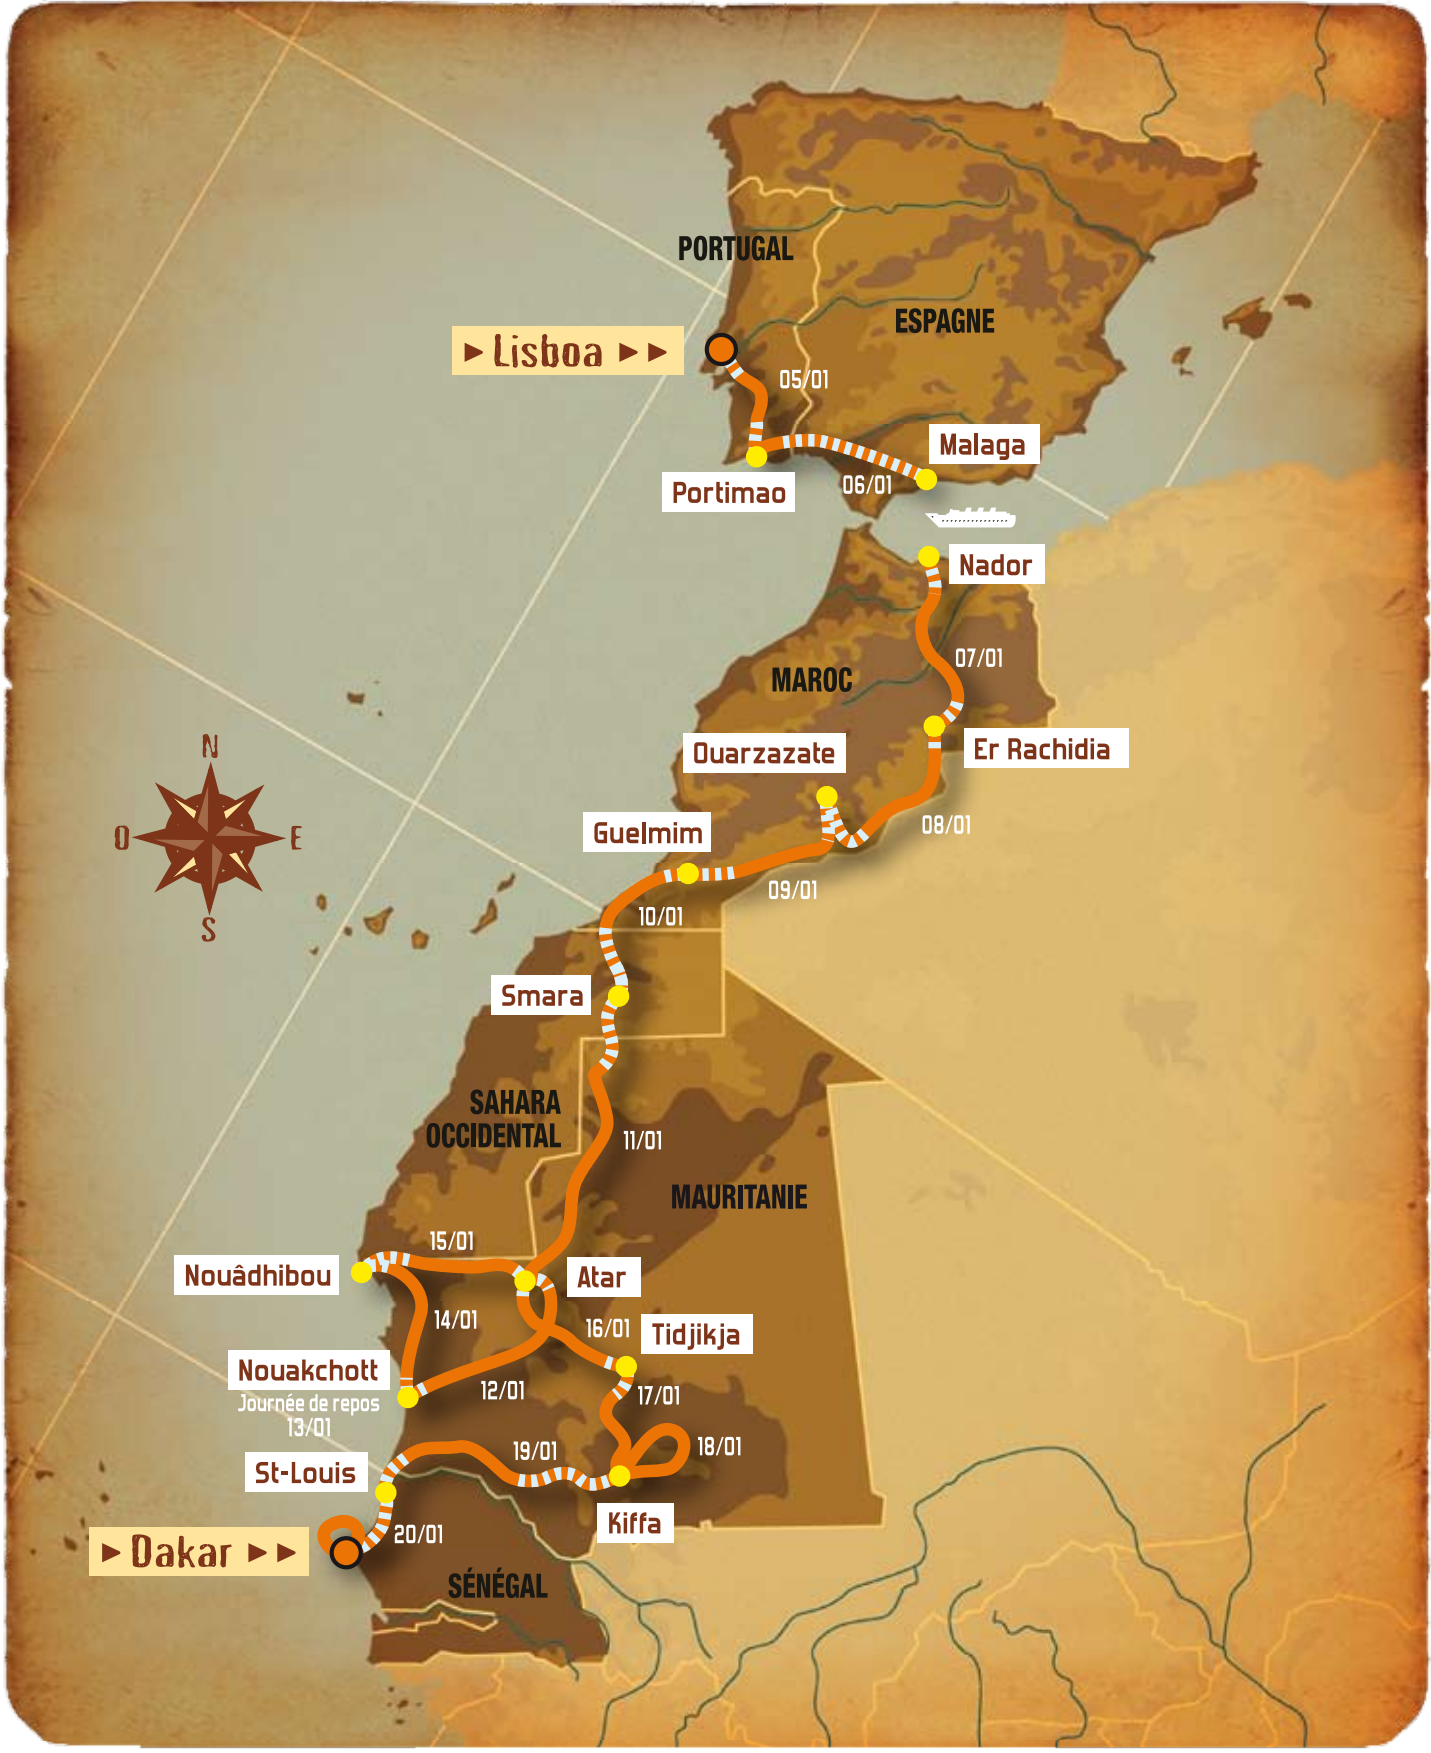 PORTUGAL
ESPAGNE
Lisboa
05/01
Malaga
06/01
Portimao
Nador
07/01
MAROC
Ouarzazate
Er Rachidia
N
O
E
S
08/01
Guelmim
09/01
10/01
Smara
SAHARA
OCCIDENTAL
11/01
MAURITANIE
15/01
Nouâdhibou
Atar
14/01
16/01
Tidjikja
Nouakchott
Journée de repos
13/01
12/01
17/01
18/01
19/01
St-Louis
Kiffa
20/01
Dakar
SÉNÉGAL